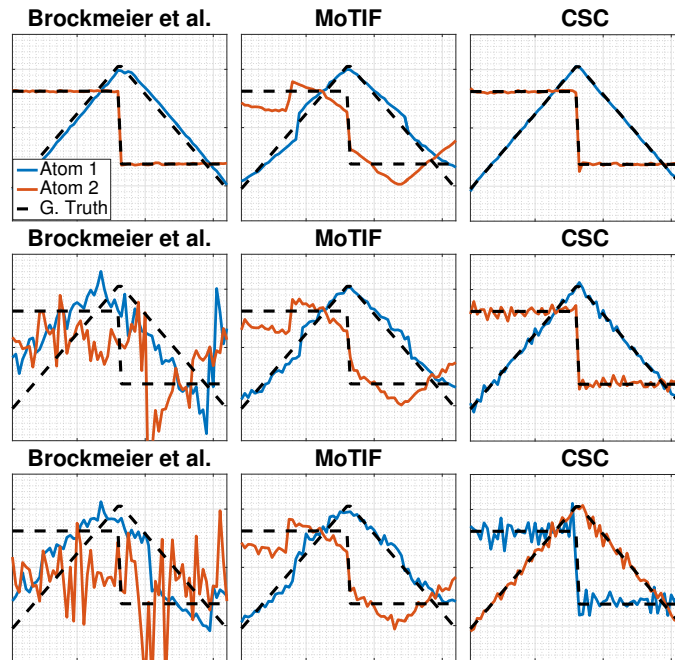 Brockmeier et al. MoTIF CSC
Atom 1
Atom 2
G. Truth
Brockmeier et al. MoTIF CSC
Brockmeier et al. MoTIF CSC